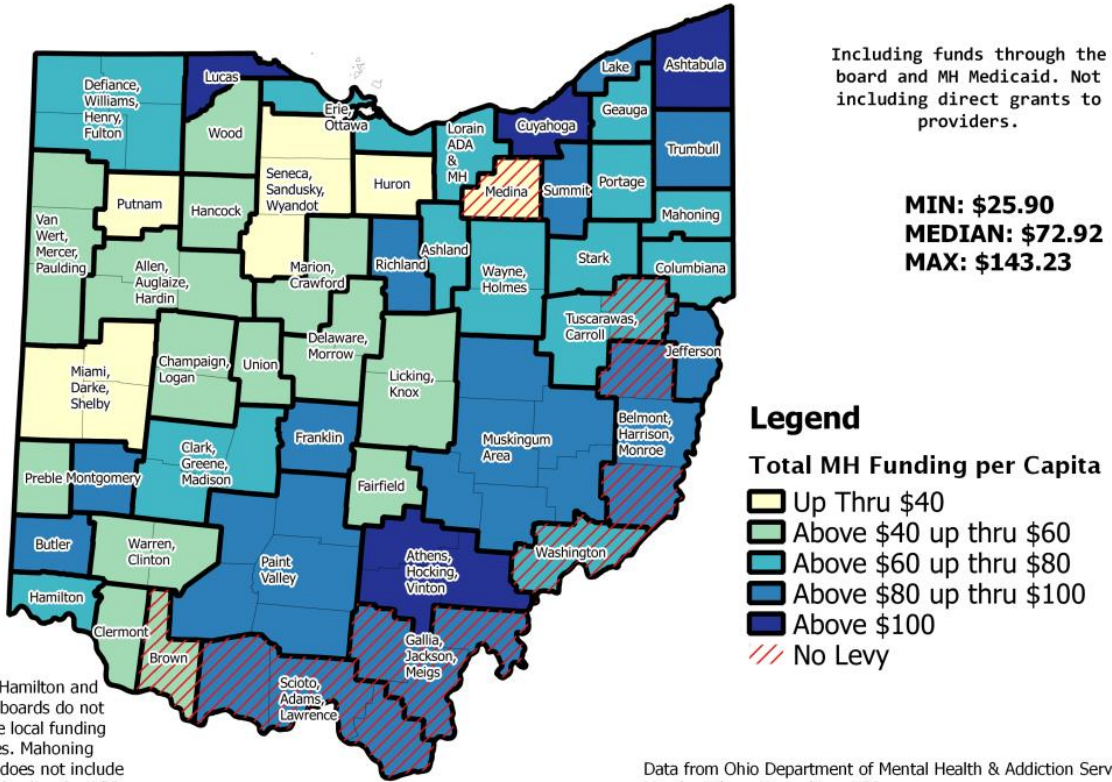 Including funds through the
board and MH Medicaid. Not
including direct grants to
providers.
MIN: $25.90
MEDIAN: $72.92
MAX: $143.23
Defiance,
Williams,
Henry,
Fulton
Lucas
Wood
Erie,
Ottawa
Lorain
ADA
&
MH
Cuyahoga
Lake
Ashtabula
Geauga
Trumbull
Van
Wert,
Mercer,
Paulding
Putnam
Hancock
Seneca,
Sandusky,
Wyandot
Huron
Medina
Summit
Portage
Mahoning
Allen,
Auglaize,
Hardin
Marion,
Crawford
Richland
Ashland
Wayne,
Holmes
Stark
Columbiana
Tuscarawas,
Carroll
Jefferson
Miami,
Darke,
Shelby
Champaign,
Logan
Union
Delaware,
Morrow
Licking,
Knox
Muskingum
Area
Belmont,
Harrison,
Monroe
Preble
Montgomery
Clark,
Greene,
Madison
Franklin
Fairfield
Butler
Warren,
Clinton
Paint
Valley
Athens,
Hocking,
Vinton
Washington
Hamilton
Clermont
Brown
Scioto,
Adams,
Lawrence
Gallia,
Jackson,
Meigs
Legend
Total MH Funding per Capita
Up Thru $40
Above $40 up thru $60
Above $60 up thru $80
Above $80 up thru $100
Above $100
No Levy
Hamilton and
boards do not
local funding
Mahoning
does not include
Data from Ohio Department of Mental Health & Addiction Serv